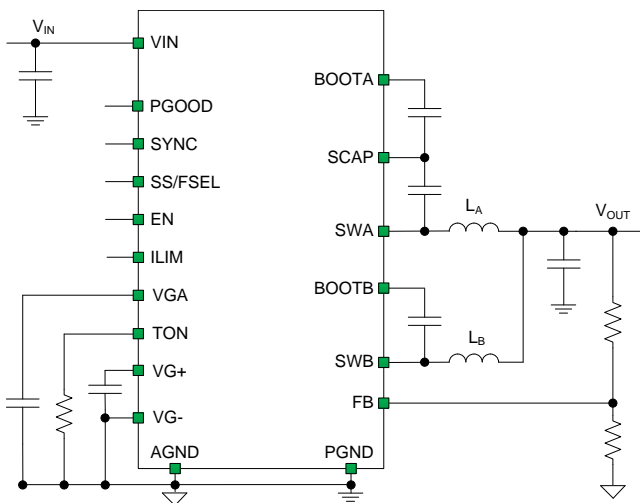 VIN
VIN
PGOOD
SYNC
SS/FSEL
EN
ILIM
VGA
TON
VG+
VG-
AGND
PGND
BOOTA
SCAP
SWA
BOOTB
SWB
FB
LA
LB
VOUT